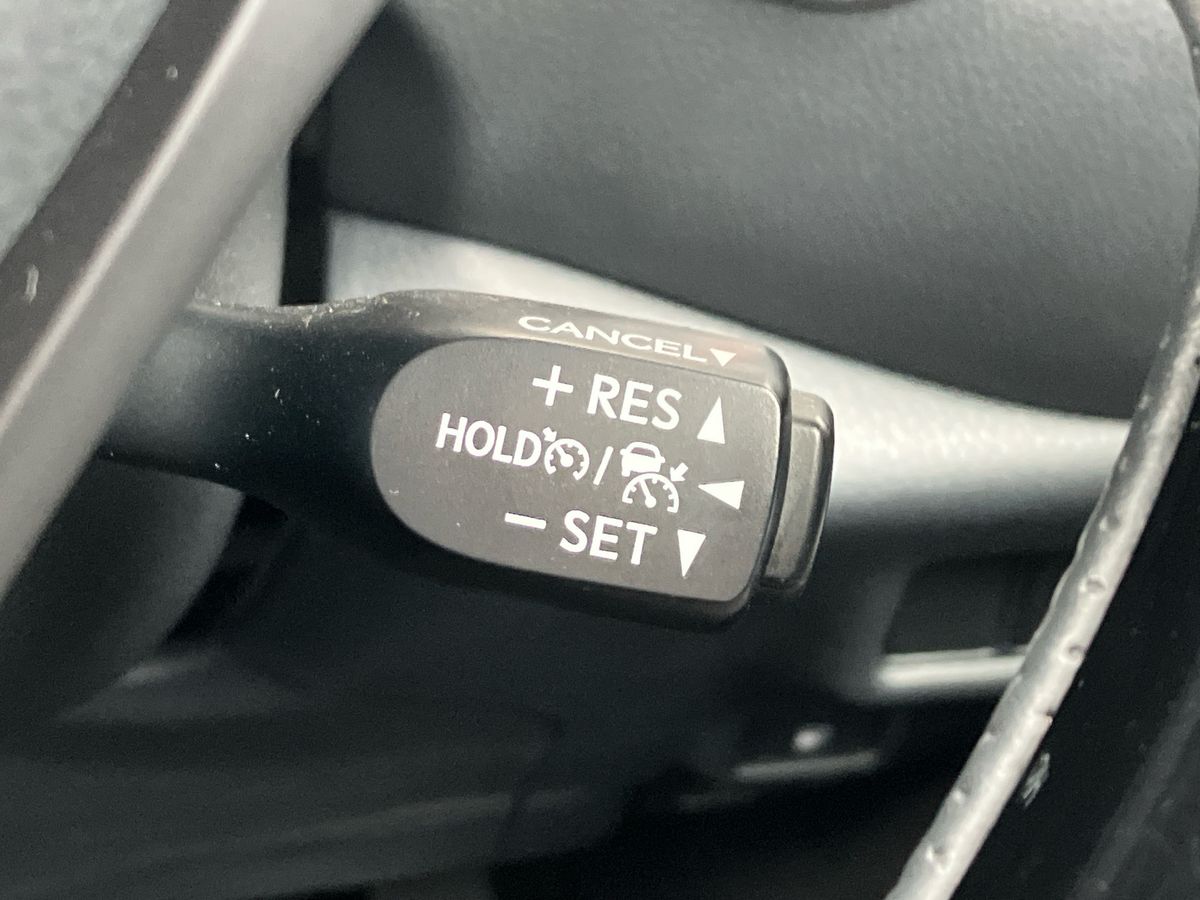 CANCEL▼
+ RES ▲
HOLD / ◀
− SET ▼